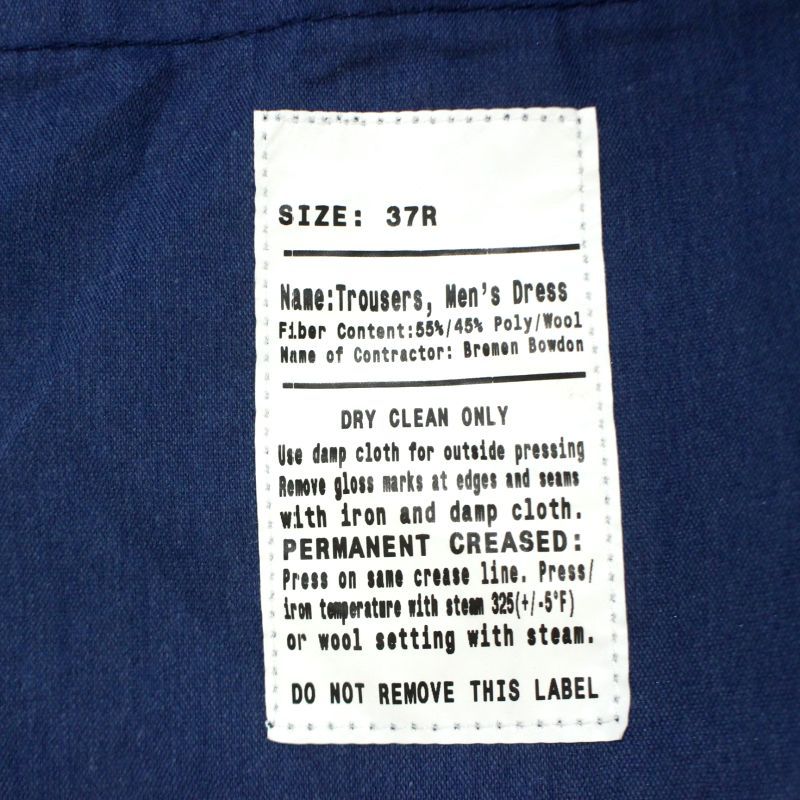 SIZE: 37R
Name:Trousers, Men's Dress
Fiber Content:55%/45% Poly/Wool
Name of Contractor: Bremen Bowdon
DRY CLEAN ONLY
Use damp cloth for outside pressing
Remove gloss marks at edges and seams
with iron and damp cloth.
PERMANENT CREASED:
Press on same crease line. Press/
iron temperature with steam 325(+/-5°F)
or wool setting with steam.
DO NOT REMOVE THIS LABEL